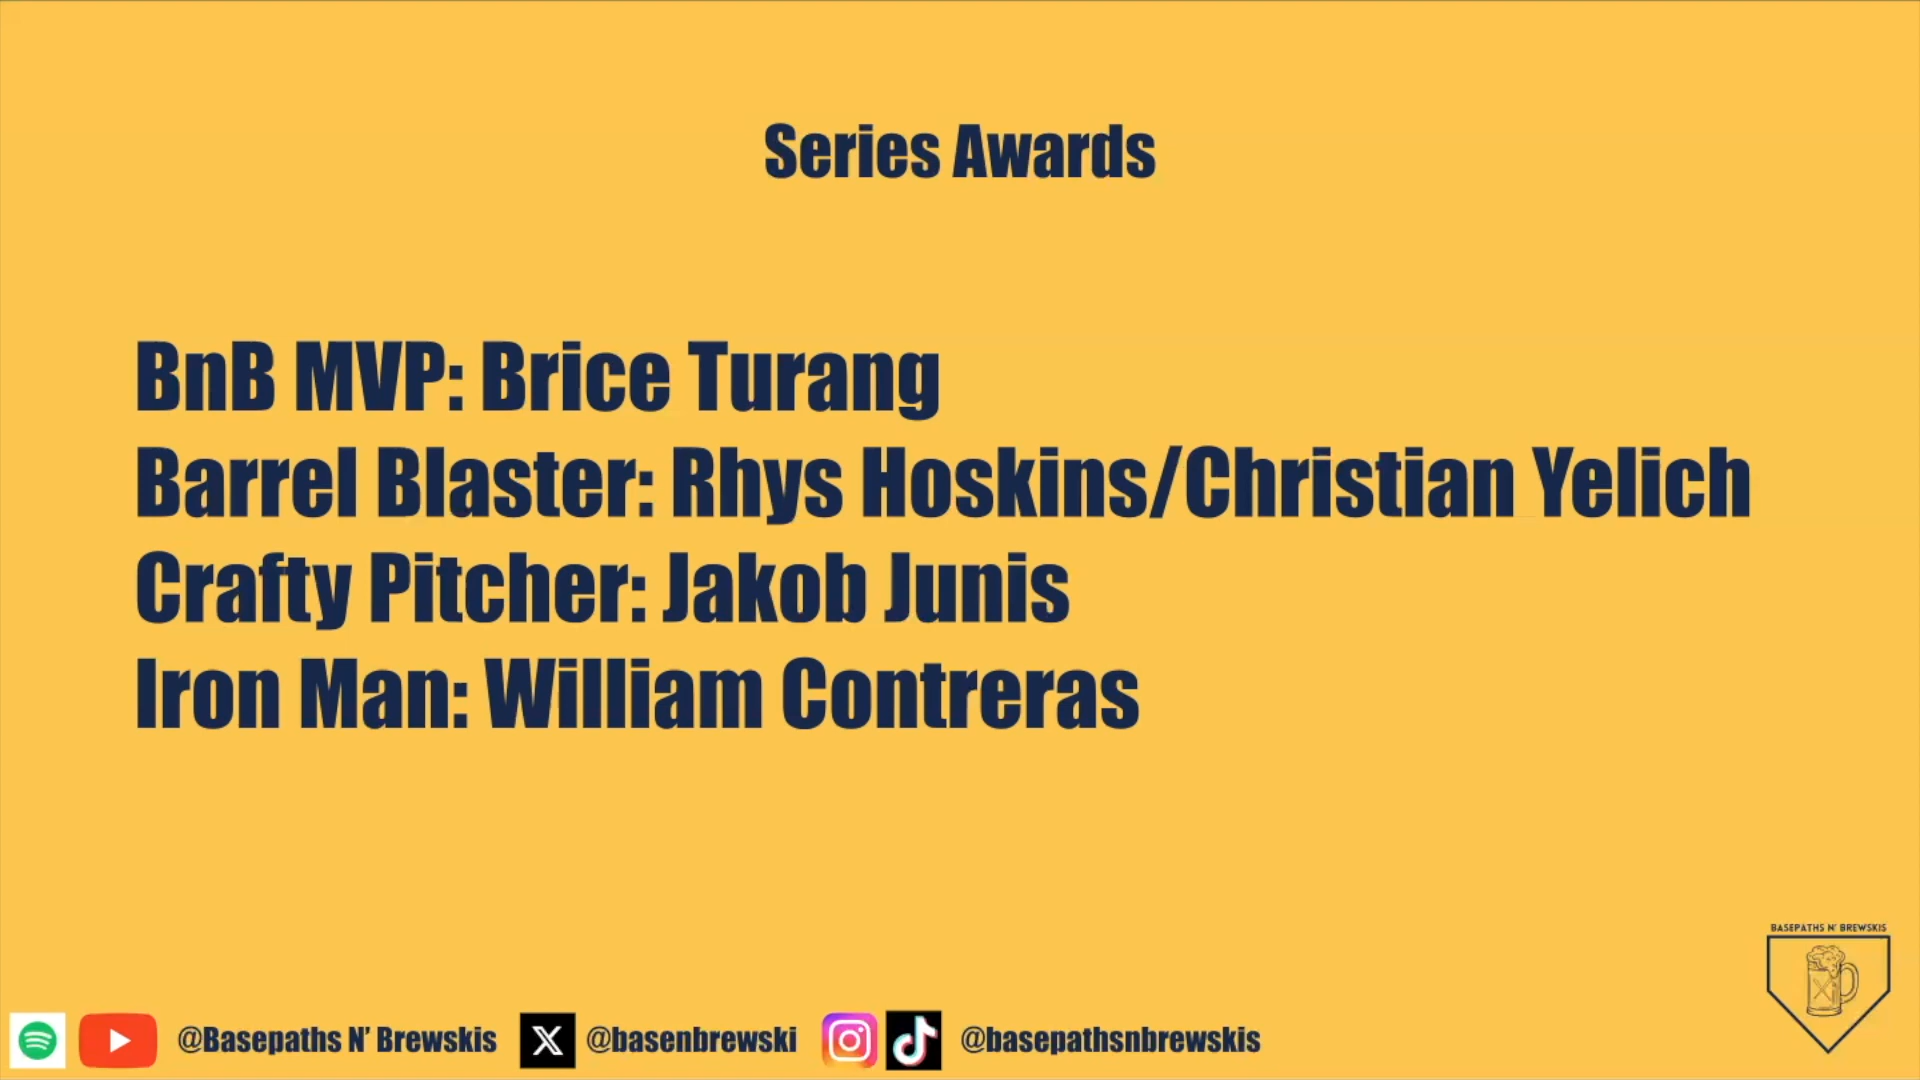 Series Awards
BnB MVP: Brice Turang
Barrel Blaster: Rhys Hoskins/Christian Yelich
Crafty Pitcher: Jakob Junis
Iron Man: William Contreras
BASEPATHS N' BREWSKIS
@Basepaths N’ Brewskis @basenbrewski @basepathsnbrewskis